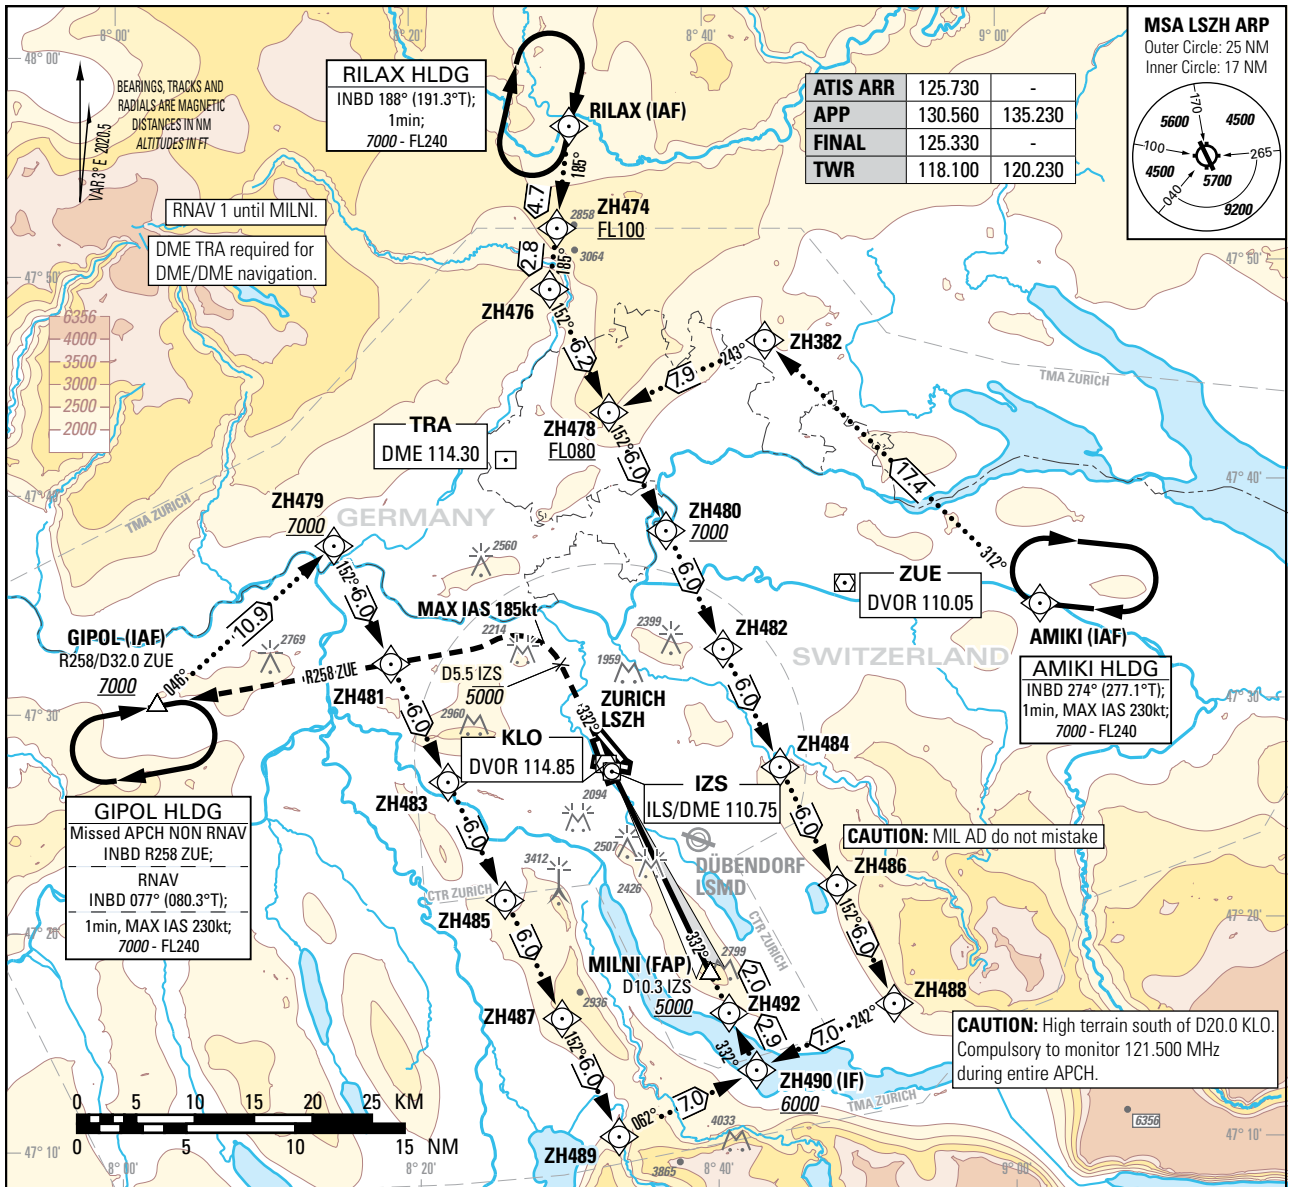 8° 00'
8° 40'
9° 00'
48° 00'
BEARINGS, TRACKS AND
RADIALS ARE MAGNETIC
DISTANCES IN NM
ALTITUDES IN FT
VAR 3° E 2020.5
RNAV 1 until MILNI.
DME TRA required for
DME/DME navigation.
RILAX HLDG
INBD 188° (191.3°T);
1min;
7000 - FL240
RILAX (IAF)
185°
4.7
ZH474
FL100
2858
3064
2.8
185°
ZH476
152°
6.2
ATIS ARR 125.730 -
APP 130.560 135.230
FINAL 125.330 -
TWR 118.100 120.230
MSA LSZH ARP
Outer Circle: 25 NM
Inner Circle: 17 NM
170
5600
4500
100
265
4500
5700
040
9200
47° 50'
47° 50'
6356
4000
3500
3000
2500
2000
ZH382
243°
7.9
TMA ZURICH
TRA
DME 114.30
ZH478
FL080
152°
6.0
17.4
312°
47° 40'
47° 40'
TMA ZURICH
ZH479
7000
GERMANY
ZH480
7000
2560
152°
6.0
6.0
ZUE
DVOR 110.05
AMIKI (IAF)
AMIKI HLDG
INBD 274° (277.1°T);
1min, MAX IAS 230kt;
7000 - FL240
MAX IAS 185kt
2214
2399
1959
ZH482
SWITZERLAND
GIPOL (IAF)
R258/D32.0 ZUE
7000
046°
10.9
2769
R258 ZUE
ZH481
D5.5 IZS
5000
2960
332°
ZURICH
LSZH
6.0
6.0
47° 30'
47° 30'
KLO
DVOR 114.85
ZH484
IZS
ILS/DME 110.75
ZH483
2094
6.0
6.0
GIPOL HLDG
Missed APCH NON RNAV
INBD R258 ZUE;
RNAV
INBD 077° (080.3°T);
1min, MAX IAS 230kt;
7000 - FL240
CAUTION: MIL AD do not mistake
DÜBENDORF
LSMD
2507
2426
3412
ZH486
CTR ZURICH
ZH485
152°
6.0
6.0
47° 20'
47° 20'
CTR ZURICH
332°
MILNI (FAP)
D10.3 IZS
5000
2799
2.0
2936
ZH487
ZH492
ZH488
2.9
242°
7.0
332°
152°
6.0
CAUTION: High terrain south of D20.0 KLO.
Compulsory to monitor 121.500 MHz
during entire APCH.
ZH490 (IF)
6000
TMA ZURICH
062°
7.0
ZH489
4033
3865
6356
0 5 10 15 20 25 KM
0 5 10 15 NM
47° 10'
47° 10'
8° 00'
8° 20'
8° 40'
9° 00'